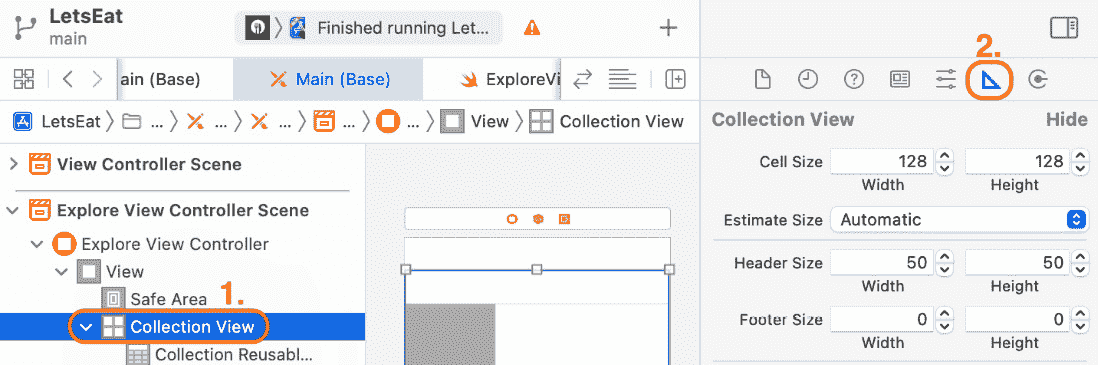 LetsEat
main
Finished running Let...
2.
ain (Base)
Main (Base)
ExploreVi
LetsEat
...
...
...
...
...
View
Collection View
View Controller Scene
Explore View Controller Scene
Explore View Controller
View
Safe Area
1.
Collection View
Collection Reusabl...
Collection View Hide
Cell Size 128 128
Width Height
Estimate Size Automatic
Header Size 50 50
Width Height
Footer Size 0 0
Width Height